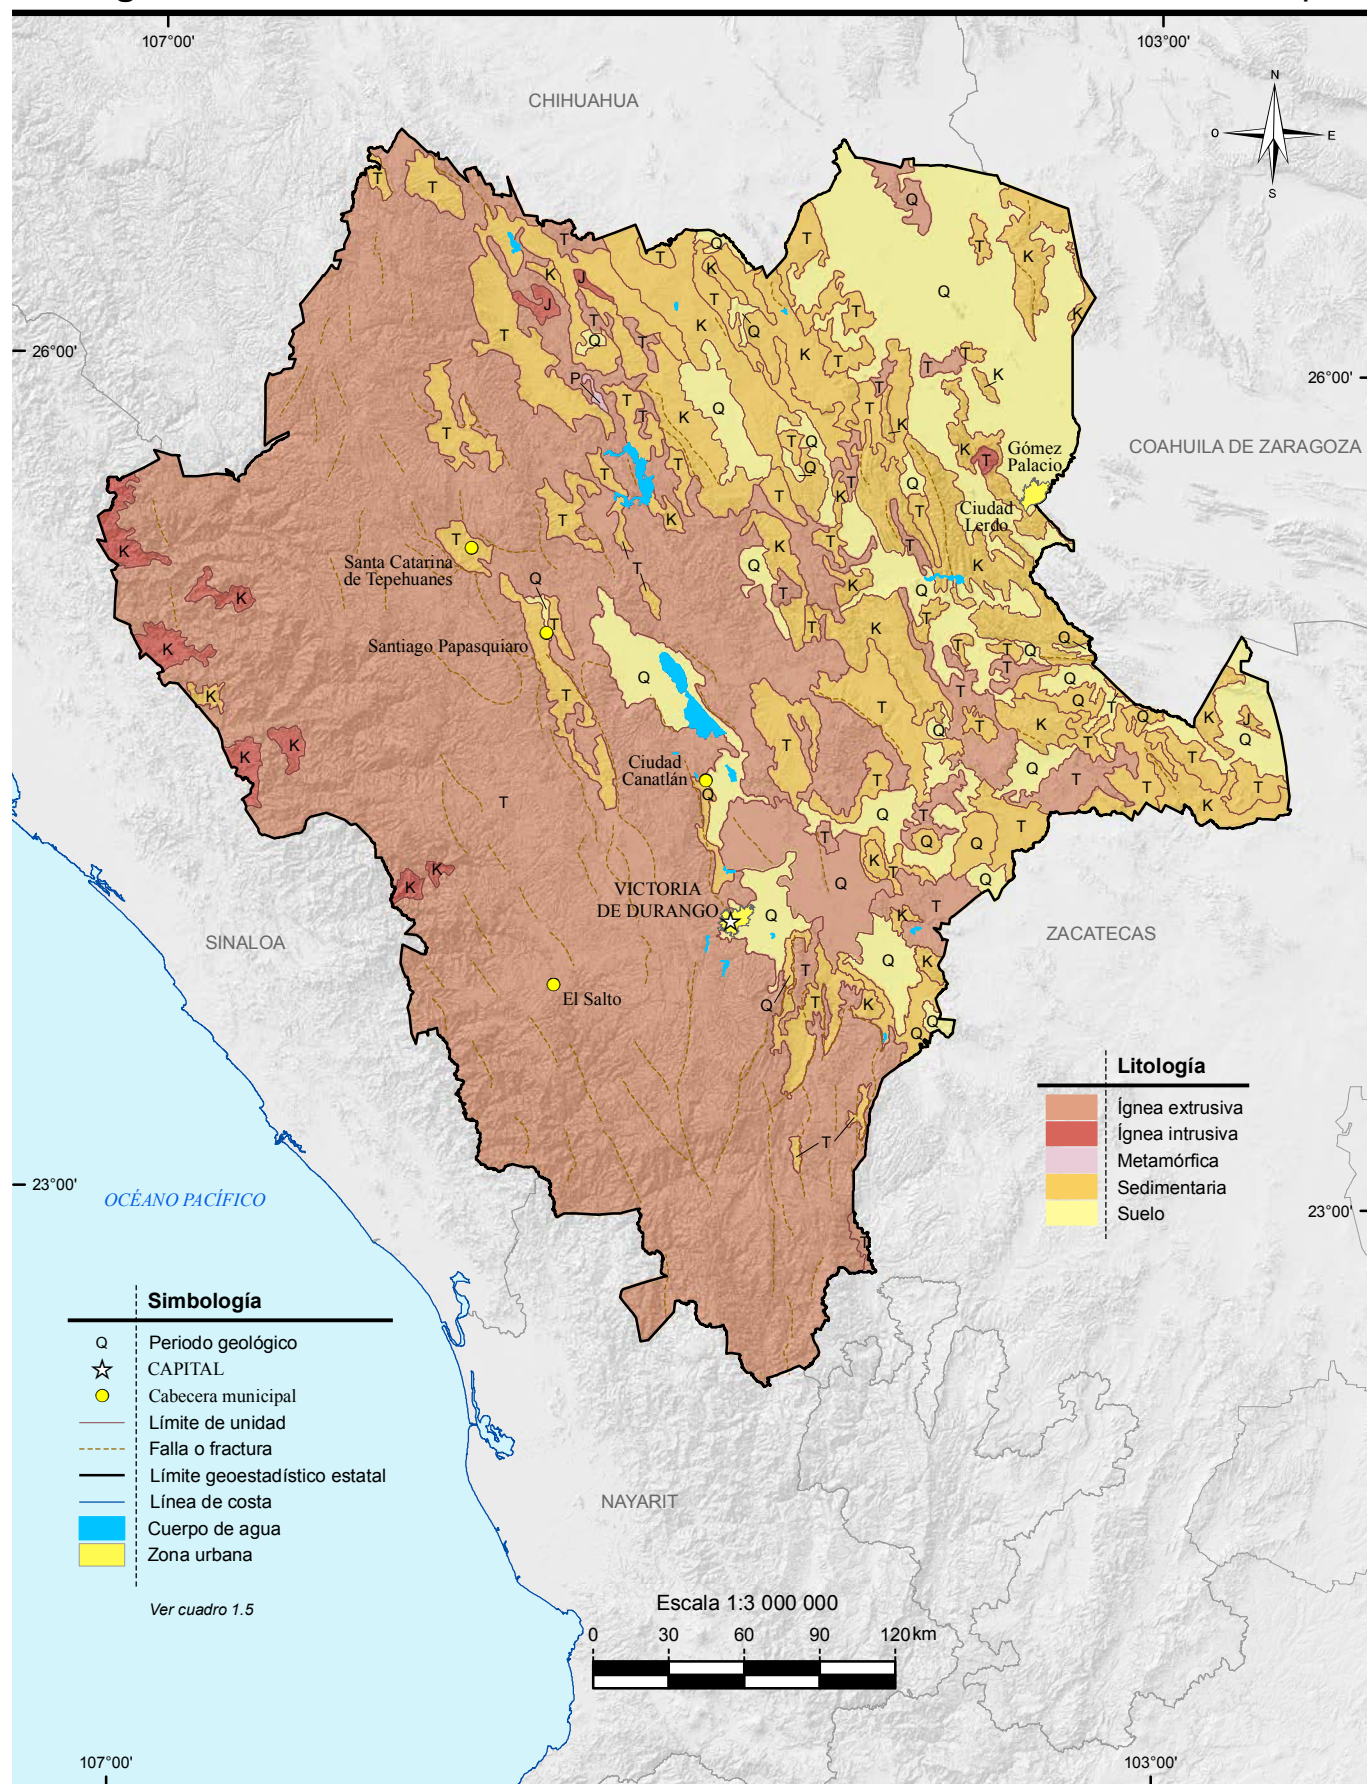 107°00'
103°00'
CHIHUAHUA
N
O
E
S
T
T
Q
T
T
Q
T
T
K
K
K
J
J
T
Q
K
T
T
K
Q
T
Q
T
K
26°00'
26°00'
T
Q
T
K
T
T
T
K
P
T
T
K
Q
T
T
K
T
T
Q
Q
K
T
COAHUILA DE ZARAGOZA
Gómez
Palacio
Ciudad
Lerdo
T
T
T
K
T
K
T
Q
T
K
T
Santa Catarina
de Tepehuanes
K
T
K
T
K
Q
T
Q
K
T
K
Q
K
T
T
Santiago Papasquiaro
K
Q
T
K
T
T
Q
T
T
Q
K
Q
T
T
T
Q
T
Q
Q
K
J
K
T
T
Q
T
K
K
T
T
Q
Ciudad
Canatlán
Q
T
T
Q
T
T
T
K
T
Q
T
T
Q
Q
T
K
K
K
T
Q
Q
VICTORIA
DE DURANGO
Q
K
T
SINALOA
ZACATECAS
Q
K
T
El Salto
Q
T
K
Q
Q
T
T
23°00'
23°00'
OCÉANO PACÍFICO
Litología
Ígnea extrusiva
Ígnea intrusiva
Metamórfica
Sedimentaria
Suelo
Simbología
Q Periodo geológico
CAPITAL
Cabecera municipal
Límite de unidad
Falla o fractura
Límite geoestadístico estatal
Línea de costa
Cuerpo de agua
Zona urbana
Ver cuadro 1.5
NAYARIT
Escala 1:3 000 000
0 30 60 90 120 km
107°00'
103°00'